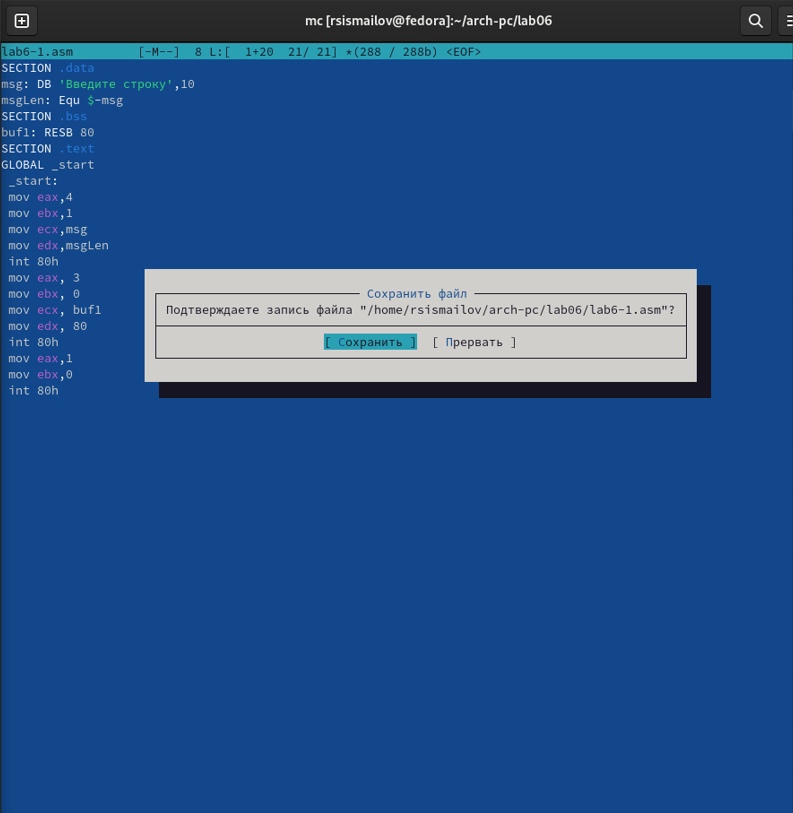 mc [rsismailov@fedora]:~/arch-pc/lab06
lab6-1.asm [-M--] 8 L:[ 1+20 21/ 21] *(288 / 288b) <EOF>
SECTION .data
msg: DB 'Введите строку',10
msgLen: Equ $-msg
SECTION .bss
buf1: RESB 80
SECTION .text
GLOBAL _start
_start:
mov eax,4
mov ebx,1
mov ecx,msg
mov edx,msgLen
int 80h
mov eax, 3
mov ebx, 0
mov ecx, buf1
mov edx, 80
int 80h
mov eax,1
mov ebx,0
int 80h
Сохранить файл
Подтверждаете запись файла "/home/rsismailov/arch-pc/lab06/lab6-1.asm"?
[ Сохранить ] [ Прервать ]